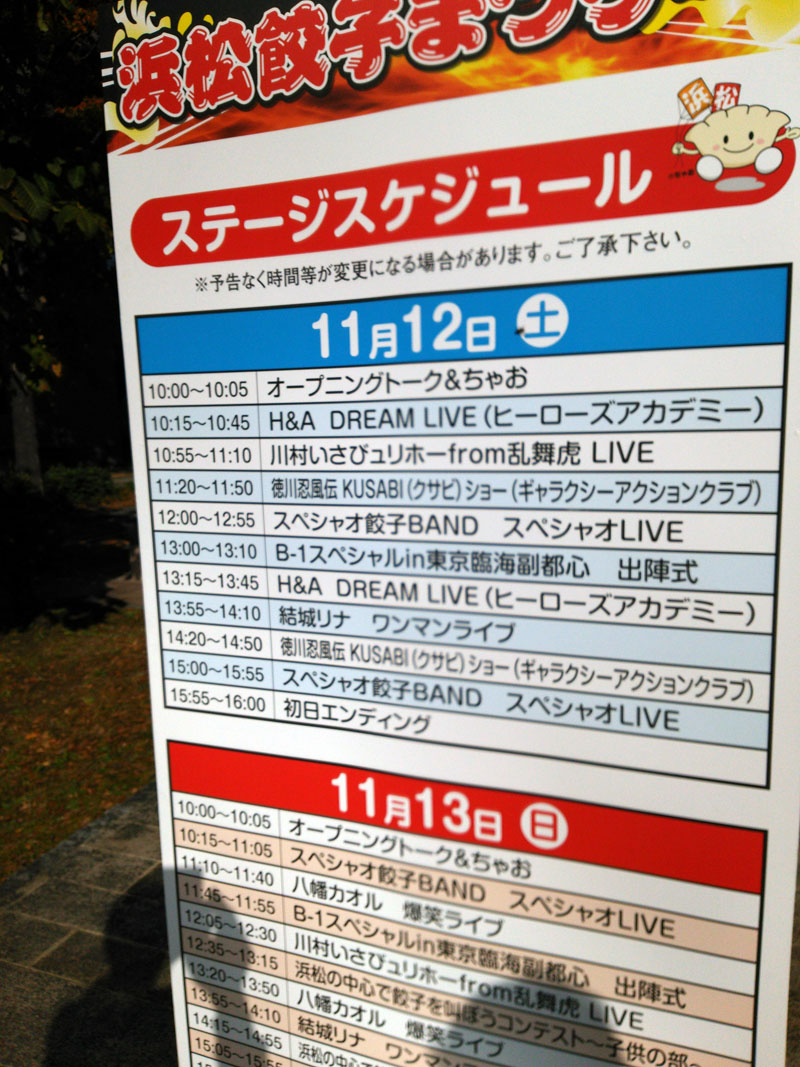 浜松餃子まつり
浜松
ステージスケジュール
※予告なく時間等が変更になる場合があります。ご了承下さい。
11月12日 土
10:00～10:05 オープニングトーク&ちゃお
10:15～10:45 H&A DREAM LIVE(ヒーローズアカデミー)
10:55～11:10 川村いさびュリホーfrom乱舞虎 LIVE
11:20～11:50 徳川忍風伝 KUSABI(クサビ)ショー(ギャラクシーアクションクラブ)
12:00～12:55 スペシャオ餃子BAND スペシャオLIVE
13:00～13:10 B-1スペシャルin東京臨海副都心 出陣式
13:15～13:45 H&A DREAM LIVE(ヒーローズアカデミー)
13:55～14:10 結城リナ ワンマンライブ
14:20～14:50 徳川忍風伝 KUSABI(クサビ)ショー(ギャラクシーアクションクラブ)
15:00～15:55 スペシャオ餃子BAND スペシャオLIVE
15:55～16:00 初日エンディング
11月13日 日
10:00～10:05 オープニングトーク&ちゃお
10:15～11:05 スペシャオ餃子BAND スペシャオLIVE
11:10～11:40 八幡カオル 爆笑ライブ
11:45～11:55 B-1スペシャルin東京臨海副都心 出陣式
12:05～12:30 川村いさびュリホーfrom乱舞虎 LIVE
12:35～13:15 浜松の中心で餃子を叫ぼうコンテスト～子供の部～
13:20～13:50 八幡カオル 爆笑ライブ
13:55～14:10 結城リナ ワンマン
14:15～14:55 浜松の中心で
15:05～15:55